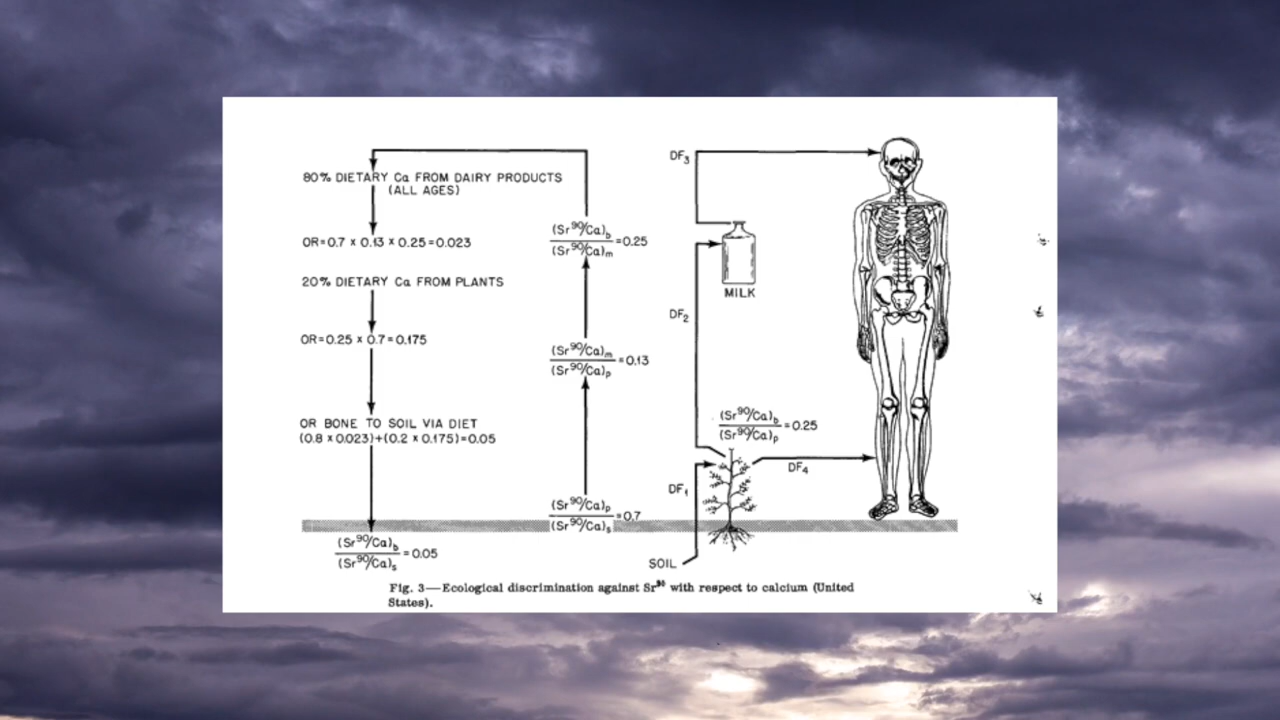 80% DIETARY Ca FROM DAIRY PRODUCTS
(ALL AGES)
OR=0.7 x 0.13 x 0.25=0.023
20% DIETARY Ca FROM PLANTS
OR=0.25 x 0.7=0.175
OR BONE TO SOIL VIA DIET
(0.8 x 0.023)+(0.2 x 0.175)=0.05
(Sr⁹⁰/Ca)b
(Sr⁹⁰/Ca)s
=0.05
(Sr⁹⁰/Ca)b
(Sr⁹⁰/Ca)m
=0.25
(Sr⁹⁰/Ca)m
(Sr⁹⁰/Ca)p
=0.13
(Sr⁹⁰/Ca)p
(Sr⁹⁰/Ca)s
=0.7
DF₃
MILK
DF₂
(Sr⁹⁰/Ca)b
(Sr⁹⁰/Ca)p
=0.25
DF₄
DF₁
SOIL
Fig. 3—Ecological discrimination against Sr⁹⁰ with respect to calcium (United
States).